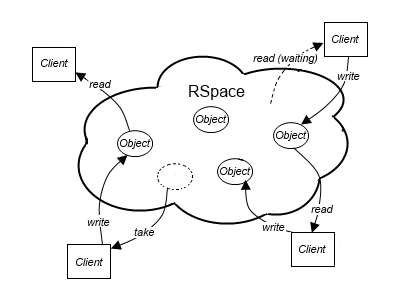 Client
read (waiting)
Client
read
write
RSpace
Object
Object
Object
Object
write
take
write
read
Client
Client